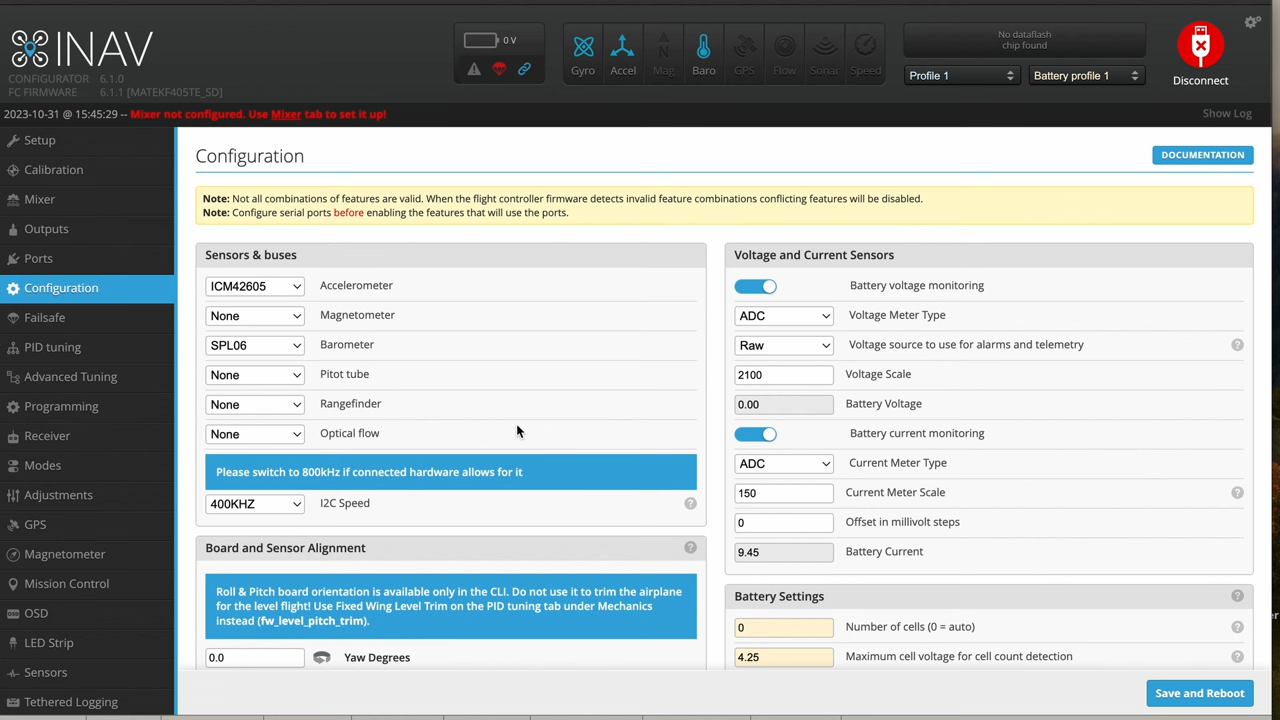 INAV
CONFIGURATOR 6.1.0
FC FIRMWARE 6.1.1 [MATEKF405TE_SD]
0 V
Gyro
Accel
Mag
Baro
GPS
Flow
Sonar
Speed
No dataflash
chip found
Profile 1
Battery profile 1
Disconnect
2023-10-31 @ 15:45:29 -- Mixer not configured. Use Mixer tab to set it up!
Show Log
Setup
Calibration
Mixer
Outputs
Ports
Configuration
Failsafe
PID tuning
Advanced Tuning
Programming
Receiver
Modes
Adjustments
GPS
Magnetometer
Mission Control
OSD
LED Strip
Sensors
Tethered Logging
Configuration
DOCUMENTATION
Note: Not all combinations of features are valid. When the flight controller firmware detects invalid feature combinations conflicting features will be disabled.
Note: Configure serial ports before enabling the features that will use the ports.
Sensors & buses
ICM42605 Accelerometer
None Magnetometer
SPL06 Barometer
None Pitot tube
None Rangefinder
None Optical flow
Please switch to 800kHz if connected hardware allows for it
400KHZ I2C Speed ?
Board and Sensor Alignment ?
Roll & Pitch board orientation is available only in the CLI. Do not use it to trim the airplane
for the level flight! Use Fixed Wing Level Trim on the PID tuning tab under Mechanics
instead (fw_level_pitch_trim).
0.0 Yaw Degrees
Voltage and Current Sensors
Battery voltage monitoring
ADC Voltage Meter Type
Raw Voltage source to use for alarms and telemetry ?
2100 Voltage Scale
0.00 Battery Voltage
Battery current monitoring
ADC Current Meter Type
150 Current Meter Scale ?
0 Offset in millivolt steps
9.45 Battery Current
Battery Settings ?
0 Number of cells (0 = auto) ?
4.25 Maximum cell voltage for cell count detection ?
Save and Reboot